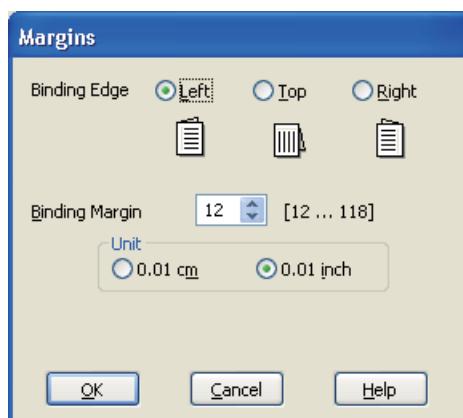 Margins
Binding Edge Left Top Right
Binding Margin 12 [12 ... 118]
Unit
0.01 cm 0.01 inch
OK Cancel Help